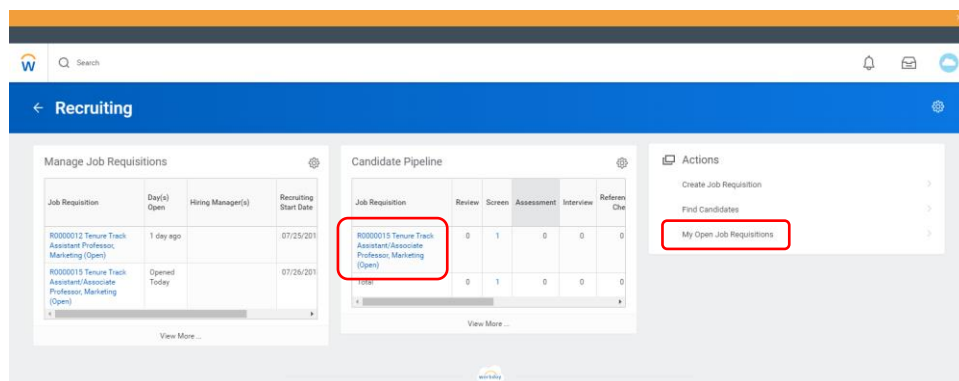 Search
Recruiting
Manage Job Requisitions
Job Requisition
Day(s)
Open
Hiring Manager(s)
Recruiting
Start Date
R0000012 Tenure Track
Assistant Professor,
Marketing (Open)
1 day ago
07/25/201
R0000015 Tenure Track
Assistant/Associate
Professor, Marketing
(Open)
Opened
Today
07/26/201
View More ...
Candidate Pipeline
Job Requisition
Review
Screen
Assessment
Interview
Referen
Che
R0000015 Tenure Track
Assistant/Associate
Professor, Marketing
(Open)
0
1
0
0
0
Total
0
1
0
0
0
View More ...
Actions
Create Job Requisition
Find Candidates
My Open Job Requisitions
workday